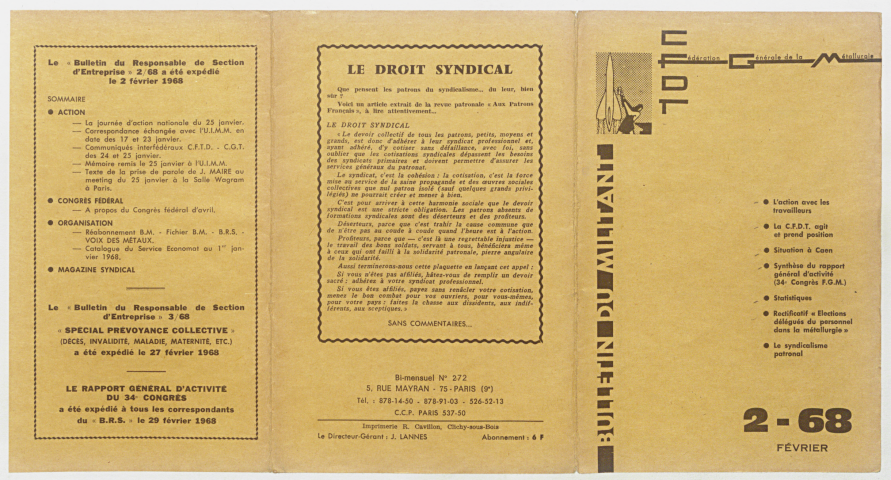 Le « Bulletin du Responsable de Section
d'Entreprise » 2/68 a été expédié
le 2 février 1968
SOMMAIRE
● ACTION
— La journée d'action nationale du 25 janvier.
— Correspondance échangée avec l'U.I.M.M. en
date des 17 et 23 janvier.
— Communiqués interfédéraux C.F.T.D. - C.G.T.
des 24 et 25 janvier.
— Mémoire remis le 25 janvier à l'U.I.M.M.
— Texte de la prise de parole de J. MAIRE au
meeting du 25 janvier à la Salle Wagram
à Paris.
● CONGRÈS FÉDÉRAL
— A propos du Congrès fédéral d'avril.
● ORGANISATION
— Réabonnement B.M. - Fichier B.M. - B.R.S. -
VOIX DES MÉTAUX.
— Catalogue du Service Economat au 1er jan-
vier 1968.
● MAGAZINE SYNDICAL
Le « Bulletin du Responsable de Section
d'Entreprise » 3/68
« SPÉCIAL PRÉVOYANCE COLLECTIVE »
(DÉCÈS, INVALIDITÉ, MALADIE, MATERNITÉ, ETC.)
a été expédié le 27 février 1968
LE RAPPORT GÉNÉRAL D'ACTIVITÉ
DU 34e CONGRÈS
a été expédié à tous les correspondants
du « B.R.S. » le 29 février 1968
LE DROIT SYNDICAL
Que pensent les patrons du syndicalisme... du leur, bien
sûr ?
Voici un article extrait de la revue patronale « Aux Patrons
Français », à lire attentivement...
LE DROIT SYNDICAL
« Le devoir collectif de tous les patrons, petits, moyens et
grands, est donc d'adhérer à leur syndicat professionnel et,
ayant adhéré, d'y cotiser sans défaillance, avec foi, sans
oublier que les cotisations syndicales dépassent les besoins
des syndicats primaires et doivent permettre d'assurer les
services généraux du patronat.
Le syndicat, c'est la cohésion : la cotisation, c'est la force
mise au service de la saine propagande et des œuvres sociales
collectives que nul patron isolé (sauf quelques grands privi-
légiés) ne pourrait créer et mener à bien.
C'est pour arriver à cette harmonie sociale que le devoir
syndical est une stricte obligation. Les patrons absents de
formations syndicales sont des déserteurs et des profiteurs.
Déserteurs, parce que c'est trahir la cause commune que
de n'être pas au coude à coude quand l'heure est à l'action.
Profiteurs, parce que — c'est là une regrettable injustice —
le travail des bons soldats, servant à tous, bénéficiera même
à ceux qui ont failli à la solidarité patronale, pierre angulaire
de la solidarité.
Aussi terminerons-nous cette plaquette en lançant cet appel :
Si vous n'êtes pas affiliés, hâtez-vous de remplir un devoir
sacré : adhérez à votre syndicat professionnel.
Si vous êtes affiliés, payez sans renâcler votre cotisation,
menez le bon combat pour vos ouvriers, pour vous-mêmes,
pour votre pays : faites la chasse aux dissidents, aux indif-
férents, aux sceptiques. »
SANS COMMENTAIRES...
Bi-mensuel N° 272
5, RUE MAYRAN - 75 - PARIS (9e)
Tél. : 878-14-50 - 878-91-03 - 526-52-13
C.C.P. PARIS 537-50
Imprimerie R. Cavillon, Clichy-sous-Bois
Le Directeur-Gérant : J. LANNES Abonnement : 6 F
CFDT
Fédération Générale de la Métallurgie
BULLETIN DU MILITANT
● L'action avec les
travailleurs
● La C.F.D.T. agit
et prend position
● Situation à Caen
● Synthèse du rapport
général d'activité
(34e Congrès F.G.M.)
● Statistiques
● Rectificatif « Elections
délégués du personnel
dans la métallurgie »
● Le syndicalisme
patronal
2 - 68
FÉVRIER